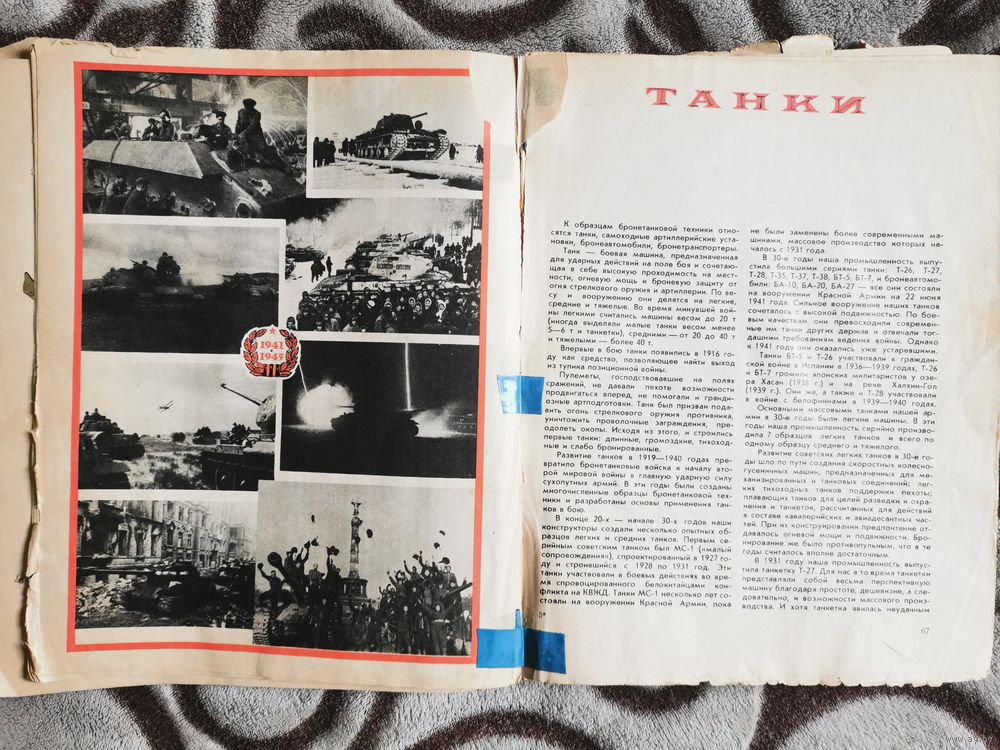 1941
1945
ТАНКИ
К образцам бронетанковой техники отно-
сятся танки, самоходные артиллерийские уста-
новки, бронеавтомобили, бронетранспортеры.
Танк — боевая машина, предназначенная
для ударных действий на поле боя и сочетаю-
щая в себе высокую проходимость на мест-
ности, огневую мощь и броневую защиту от
огня стрелкового оружия и артиллерии. По ве-
су и вооружению они делятся на легкие,
средние и тяжелые. Во время минувшей вой-
ны легкими считались машины весом до 20 т
(иногда выделяли малые танки весом менее
5—6 т и танкетки), средними — от 20 до 40 т
и тяжелыми — более 40 т.
Впервые в бою танки появились в 1916 го-
ду как средство, позволяющее найти выход
из тупика позиционной войны.
Пулеметы, господствовавшие на полях
сражений, не давали пехоте возможности
продвигаться вперед, не помогали и гранди-
озные артподготовки. Танк был призван пода-
вить огонь стрелкового оружия противника,
уничтожить проволочные заграждения, пре-
одолеть окопы. Исходя из этого, и строились
первые танки: длинные, громоздкие, тихоход-
ные и слабо бронированные.
Развитие танков в 1919—1940 годах пре-
вратило бронетанковые войска к началу вто-
рой мировой войны в главную ударную силу
сухопутных армий. В эти годы были созданы
многочисленные образцы бронетанковой тех-
ники и разработаны основы применения тан-
ков в бою.
В конце 20-х — начале 30-х годов наши
конструкторы создали несколько опытных об-
разцов легких и средних танков. Первым се-
рийным советским танком был МС-1 («малый
сопровождения»), спроектированный в 1927 го-
ду и строившийся с 1928 по 1931 год. Эти
танки участвовали в боевых действиях во вре-
мя спровоцированного белокитайцами кон-
фликта на КВЖД. Танки МС-1 несколько лет со-
стояли на вооружении Красной Армии, пока
5*
не были заменены более современными ма-
шинами, массовое производство которых на-
чалось с 1931 года.
В 30-е годы наша промышленность выпу-
стила большими сериями танки: Т-26, Т-27,
Т-28, Т-35, Т-37, Т-38, БТ-5, БТ-7, и бронеавтомо-
били: БА-10, БА-20, БА-27 — все они состояли
на вооружении Красной Армии на 22 июня
1941 года. Сильное вооружение наших танков
сочеталось с высокой подвижностью. По бое-
вым качествам они превосходили современ-
ные им танки других держав и отвечали тог-
дашним требованиям ведения войны. Однако
к 1941 году они оказались уже устаревшими.
Танки БТ-5 и Т-26 участвовали в граждан-
ской войне в Испании в 1936—1939 годах, Т-26
и БТ-7 громили японских милитаристов у озе-
ра Хасан (1938 г.) и на реке Халхин-Гол
(1939 г.). Они же, а также и Т-28 участвовали
в войне с белофиннами в 1939—1940 годах.
Основными массовыми танками нашей ар-
мии в 30-е годы были легкие машины. В эти
годы наша промышленность серийно произво-
дила 7 образцов легких танков и всего по
одному образцу среднего и тяжелого.
Развитие советских легких танков в 30-е го-
ды шло по пути создания скоростных колесно-
гусеничных машин, предназначенных для ме-
ханизированных и танковых соединений; лег-
ких тихоходных танков поддержки пехоты;
плавающих танков для целей разведки и охра-
нения и танкеток, рассчитанных для действий
в составе кавалерийских и авиадесантных час-
тей. При их конструировании предпочтение от-
давалось огневой мощи и подвижности. Бро-
нирование же было противопульным, что в те
годы считалось вполне достаточным.
В 1931 году наша промышленность выпус-
тила танкетку Т-27. Для нас в то время танкетки
представляли собой весьма перспективную
машину благодаря простоте, дешевизне, а сле-
довательно, и возможности массового произ-
водства. И хотя танкетка явилась неудачным
67